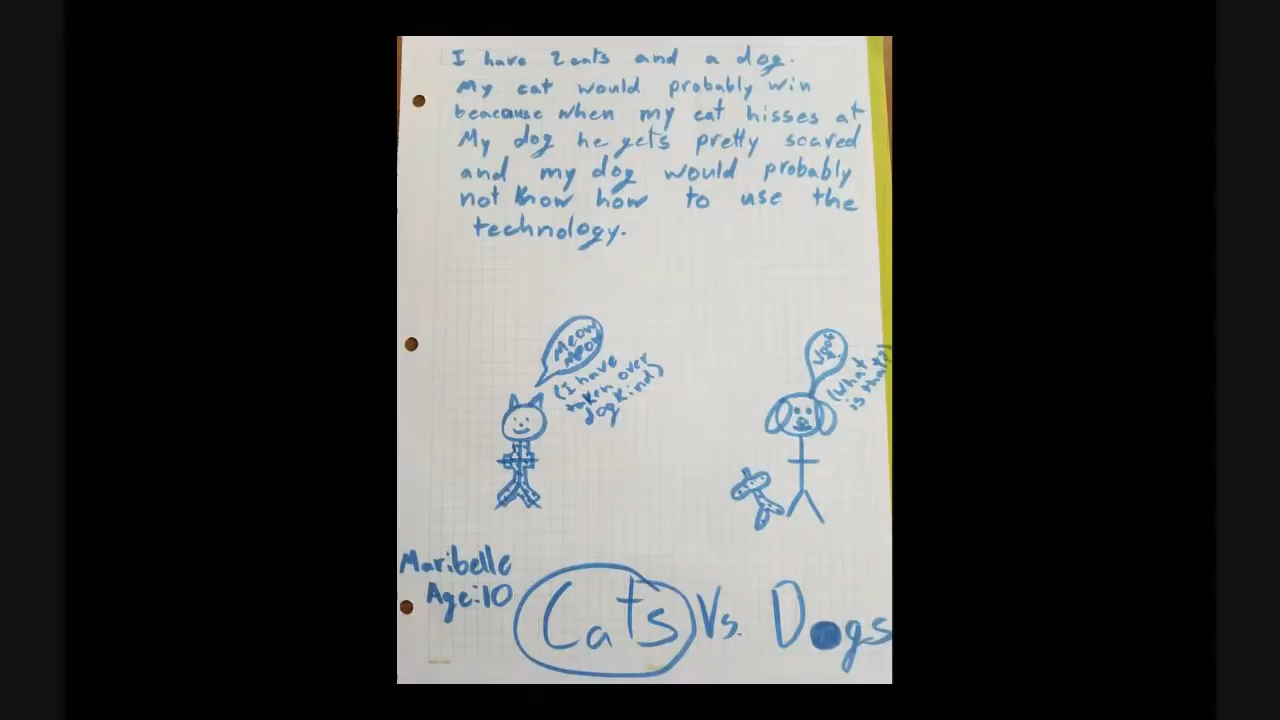 I have 2 cats and a dog.
My cat would probably win
beacause when my cat hisses at
My dog he gets pretty scared
and my dog would probably
not know how to use the
technology.
Meow
Meow
(I have
taken over
dog kind)
Woof
?
(What
is that?)
Maribelle
Age:10
Cats Vs. Dogs